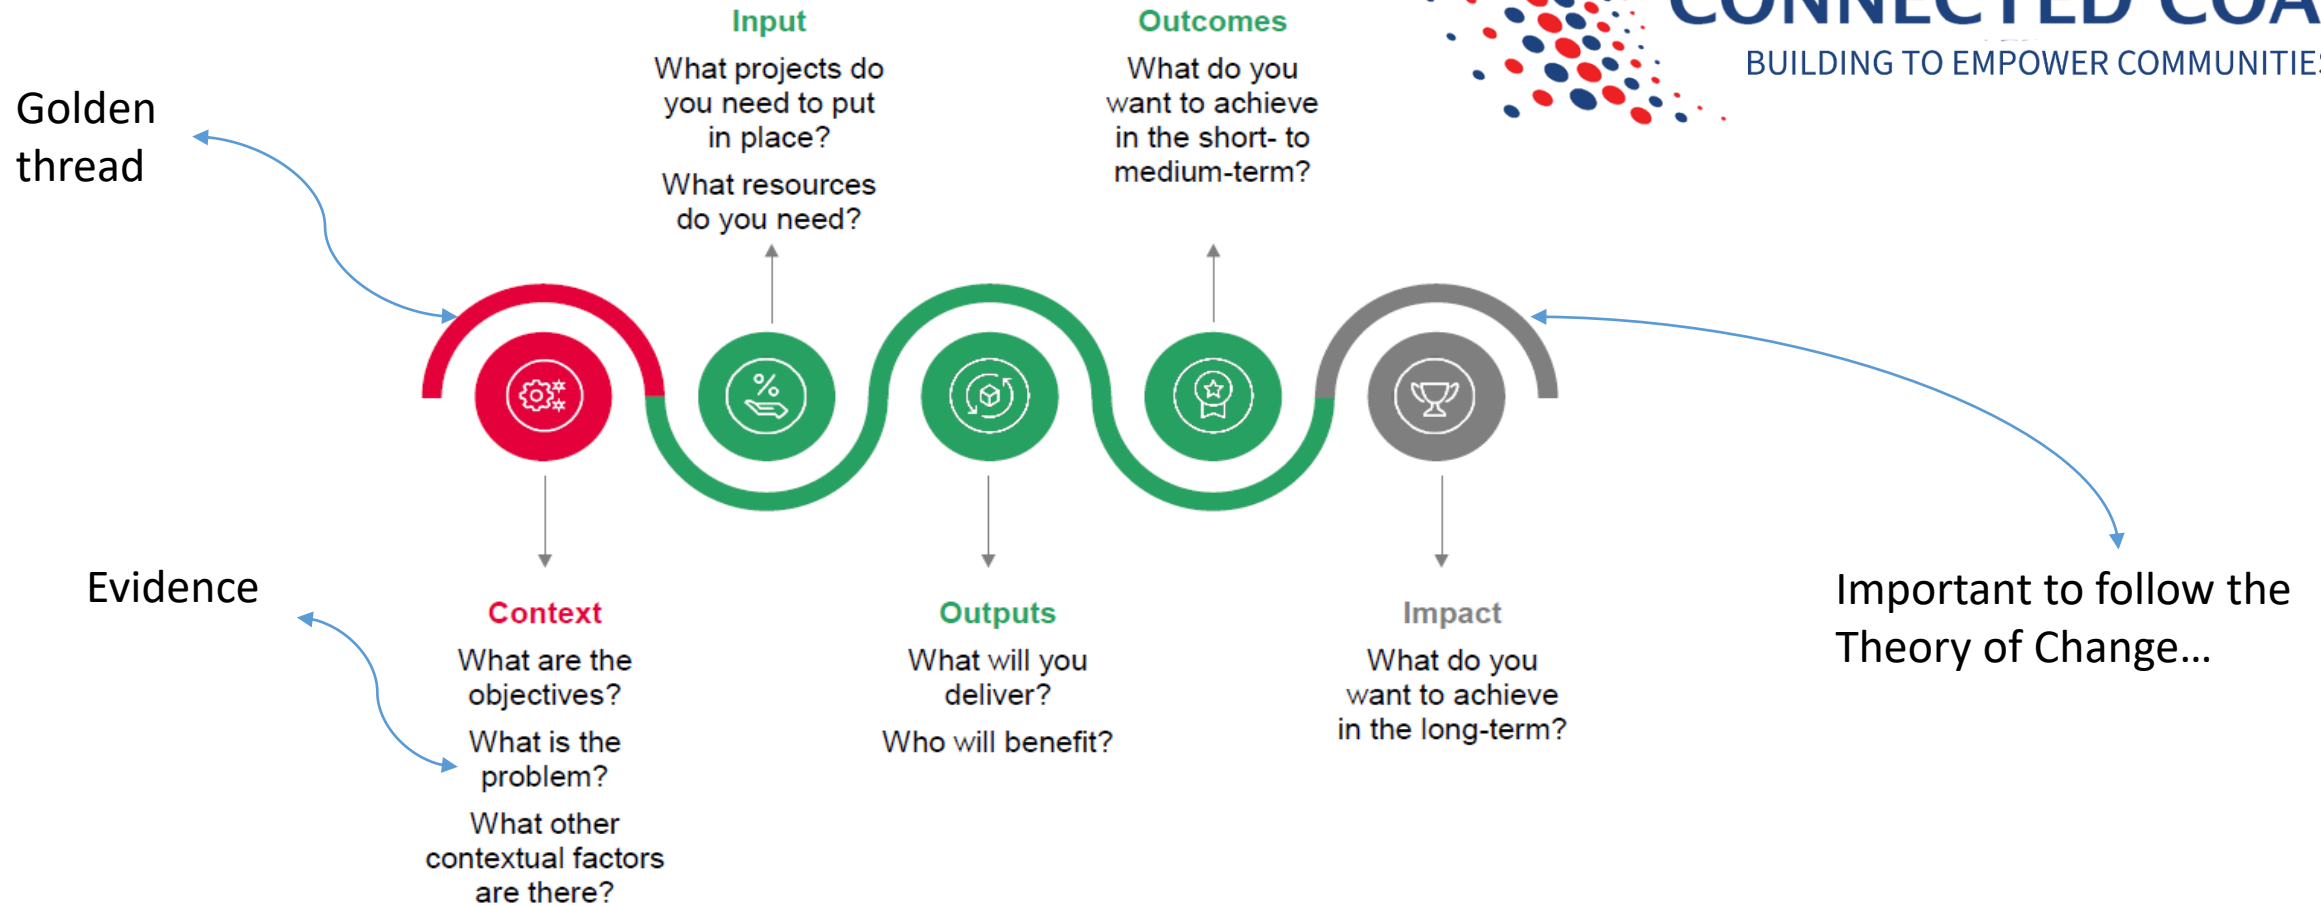 CONNECTED COA
BUILDING TO EMPOWER COMMUNITIES
Golden
thread
Input
What projects do
you need to put
in place?
What resources
do you need?
Outcomes
What do you
want to achieve
in the short- to
medium-term?
%
Evidence
Context
What are the
objectives?
What is the
problem?
What other
contextual factors
are there?
Outputs
What will you
deliver?
Who will benefit?
Impact
What do you
want to achieve
in the long-term?
Important to follow the
Theory of Change...